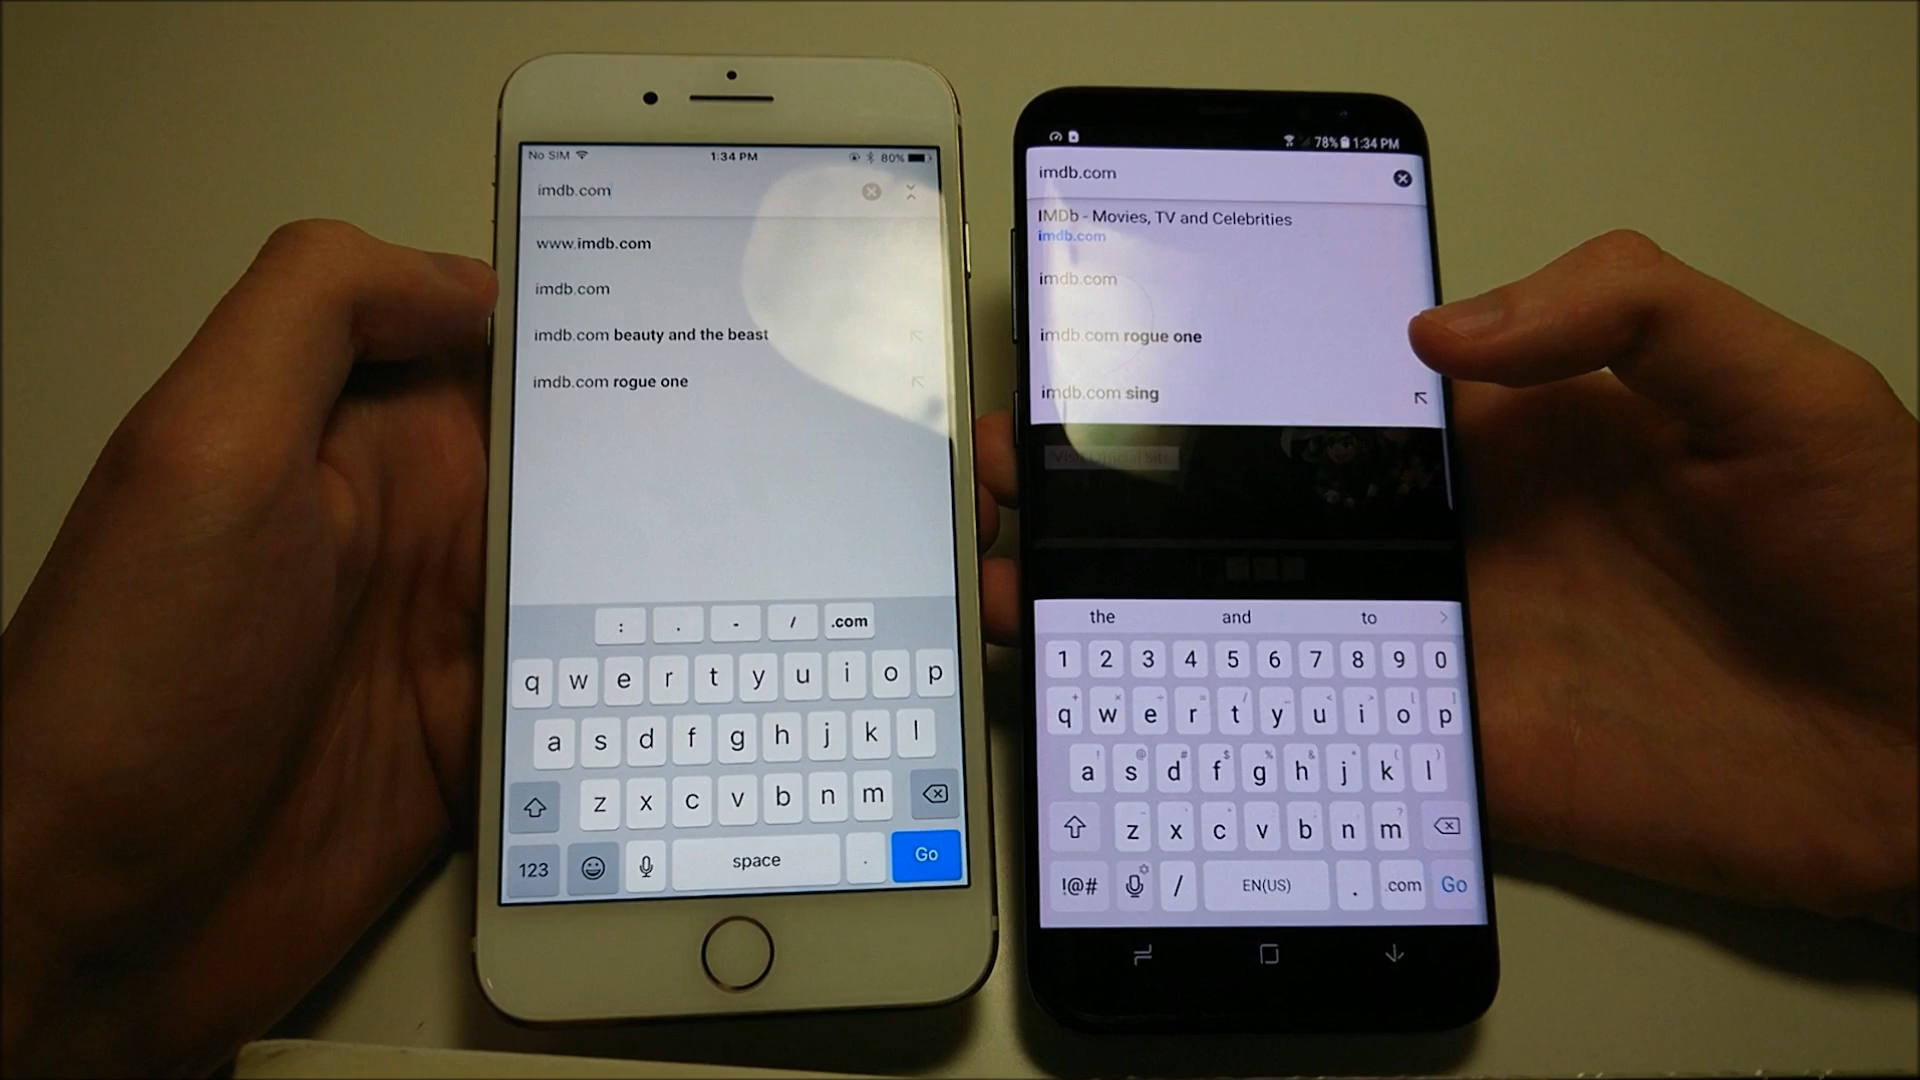 No SIM 1:34 PM 80%
imdb.com
www.imdb.com
imdb.com
imdb.com beauty and the beast
imdb.com rogue one
: . - / .com
q w e r t y u i o p
a s d f g h j k l
z x c v b n m
123 space . Go
78% 1:34 PM
imdb.com
IMDb - Movies, TV and Celebrities
imdb.com
imdb.com
imdb.com rogue one
imdb.com sing
Visit Official Site
the and to
1 2 3 4 5 6 7 8 9 0
q w e r t y u i o p
a s d f g h j k l
z x c v b n m
!@# / EN(US) . .com Go